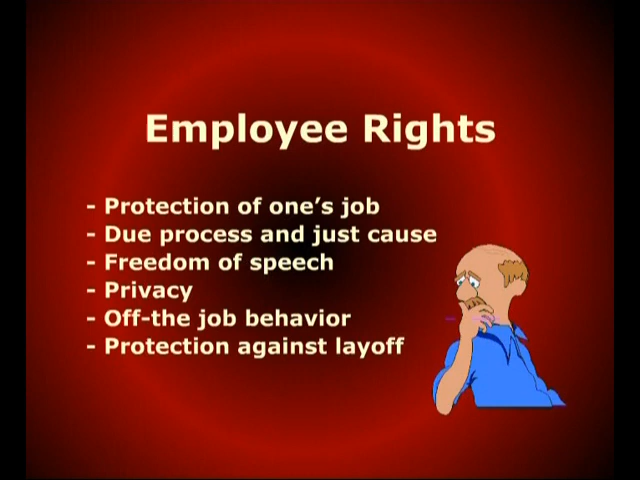 Employee Rights
- Protection of one’s job
- Due process and just cause
- Freedom of speech
- Privacy
- Off-the job behavior
- Protection against layoff